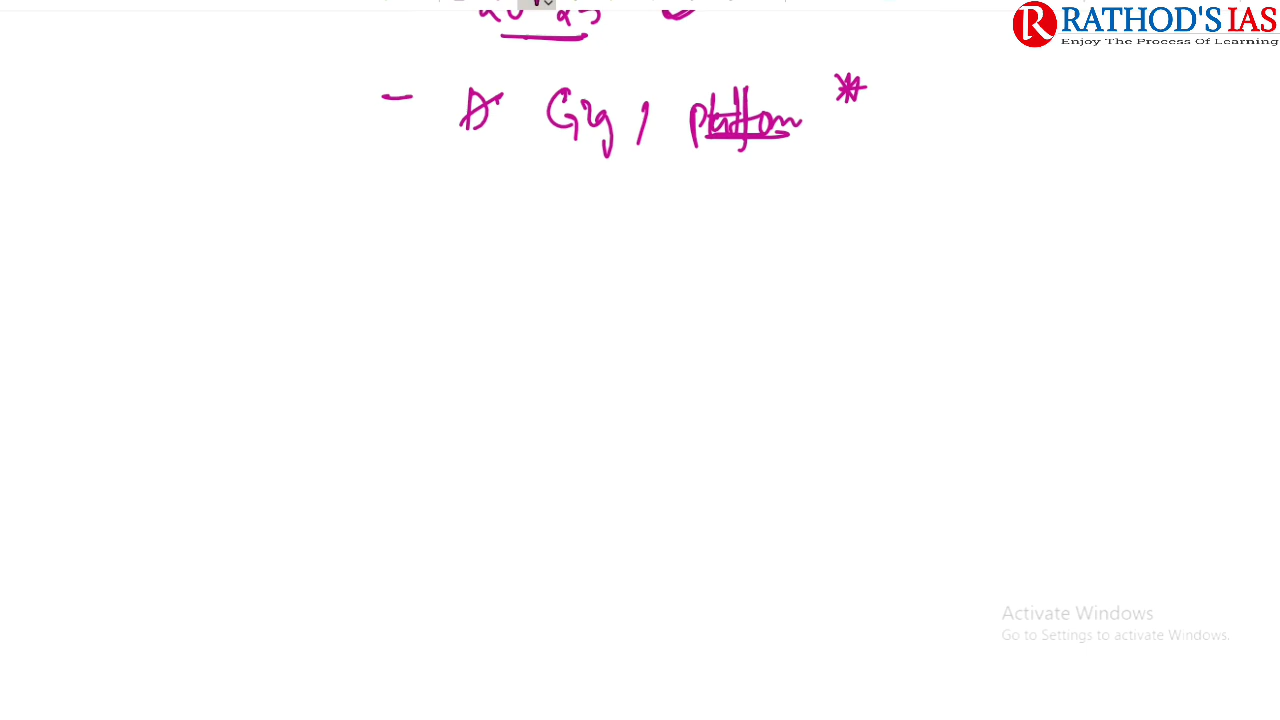 RATHOD'S IAS
Enjoy The Process Of Learning
- A Gig, platform *
Activate Windows
Go to Settings to activate Windows.